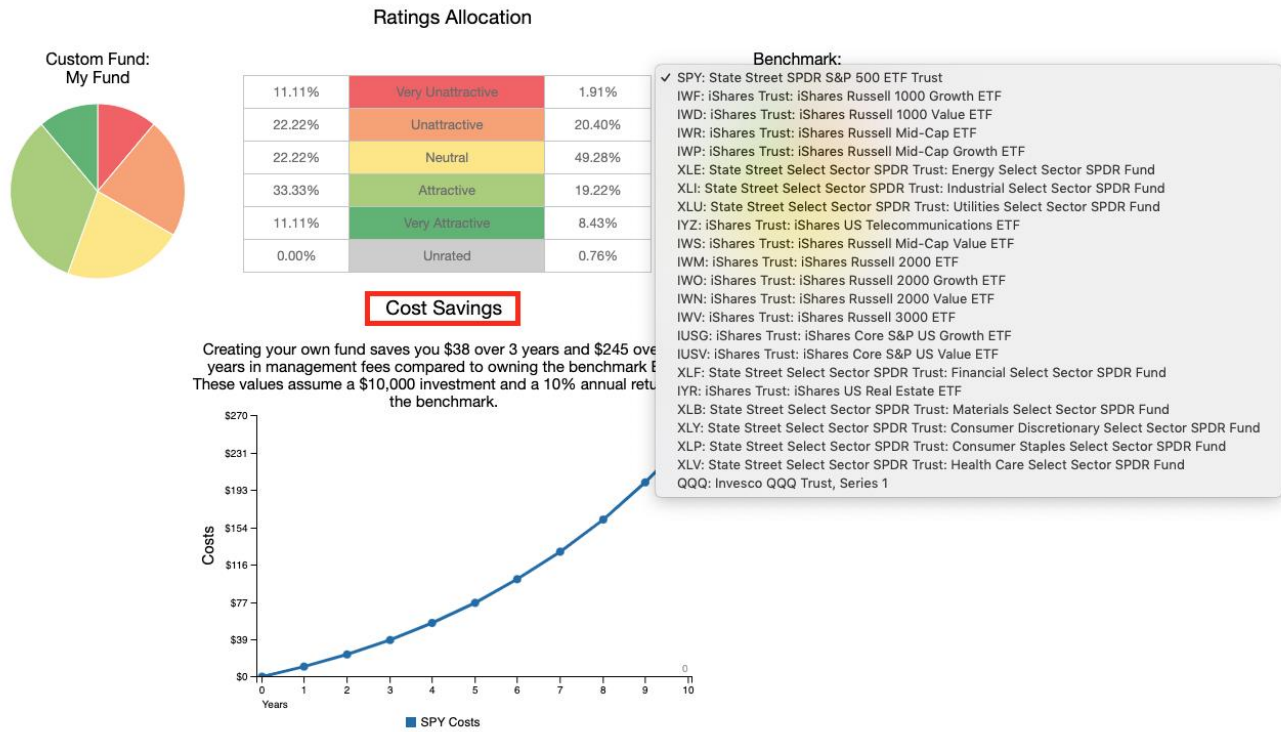 Ratings Allocation
Custom Fund:
My Fund
11.11% Very Unattractive 1.91%
22.22% Unattractive 20.40%
22.22% Neutral 49.28%
33.33% Attractive 19.22%
11.11% Very Attractive 8.43%
0.00% Unrated 0.76%
Benchmark:
✓ SPY: State Street SPDR S&P 500 ETF Trust
IWF: iShares Trust: iShares Russell 1000 Growth ETF
IWD: iShares Trust: iShares Russell 1000 Value ETF
IWR: iShares Trust: iShares Russell Mid-Cap ETF
IWP: iShares Trust: iShares Russell Mid-Cap Growth ETF
XLE: State Street Select Sector SPDR Trust: Energy Select Sector SPDR Fund
XLI: State Street Select Sector SPDR Trust: Industrial Select Sector SPDR Fund
XLU: State Street Select Sector SPDR Trust: Utilities Select Sector SPDR Fund
IYZ: iShares Trust: iShares US Telecommunications ETF
IWS: iShares Trust: iShares Russell Mid-Cap Value ETF
IWM: iShares Trust: iShares Russell 2000 ETF
IWO: iShares Trust: iShares Russell 2000 Growth ETF
IWN: iShares Trust: iShares Russell 2000 Value ETF
IWV: iShares Trust: iShares Russell 3000 ETF
IUSG: iShares Trust: iShares Core S&P US Growth ETF
IUSV: iShares Trust: iShares Core S&P US Value ETF
XLF: State Street Select Sector SPDR Trust: Financial Select Sector SPDR Fund
IYR: iShares Trust: iShares US Real Estate ETF
XLB: State Street Select Sector SPDR Trust: Materials Select Sector SPDR Fund
XLY: State Street Select Sector SPDR Trust: Consumer Discretionary Select Sector SPDR Fund
XLP: State Street Select Sector SPDR Trust: Consumer Staples Select Sector SPDR Fund
XLV: State Street Select Sector SPDR Trust: Health Care Select Sector SPDR Fund
QQQ: Invesco QQQ Trust, Series 1
Cost Savings
Creating your own fund saves you $38 over 3 years and $245
years in management fees compared to owning the benchmark
These values assume a $10,000 investment and a 10% annual
the benchmark.
$270
$231
$193
$154
$116
$77
$39
$0
Costs
0
0 1 2 3 4 5 6 7 8 9 10
Years
SPY Costs